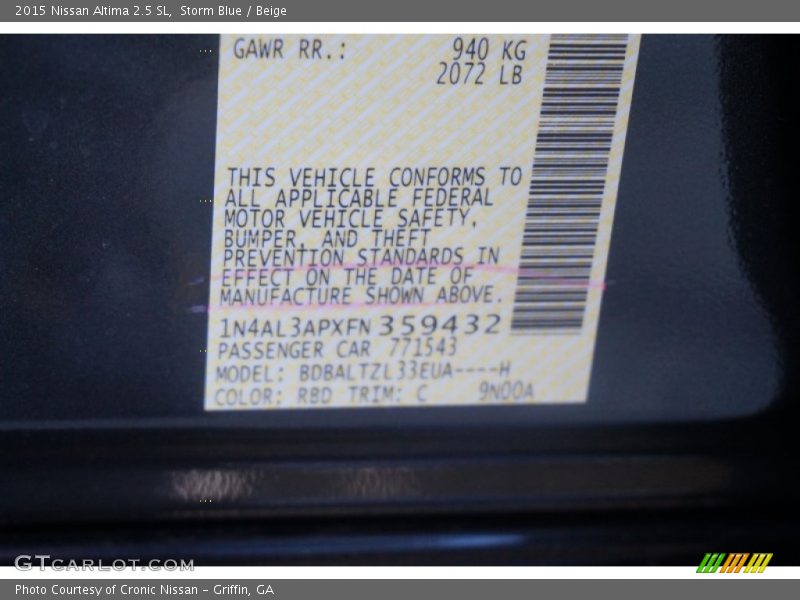 2015 Nissan Altima 2.5 SL,  Storm Blue / Beige
GAWR RR.: 940 KG
2072 LB
THIS VEHICLE CONFORMS TO
ALL APPLICABLE FEDERAL
MOTOR VEHICLE SAFETY,
BUMPER, AND THEFT
PREVENTION STANDARDS IN
EFFECT ON THE DATE OF
MANUFACTURE SHOWN ABOVE.
1N4AL3APXFN359432
PASSENGER CAR 771543
MODEL: BDBALTZL33EUA----H
COLOR: RBD TRIM: C 9N00A
GTCARLOT.COM
Photo Courtesy of Cronic Nissan – Griffin, GA